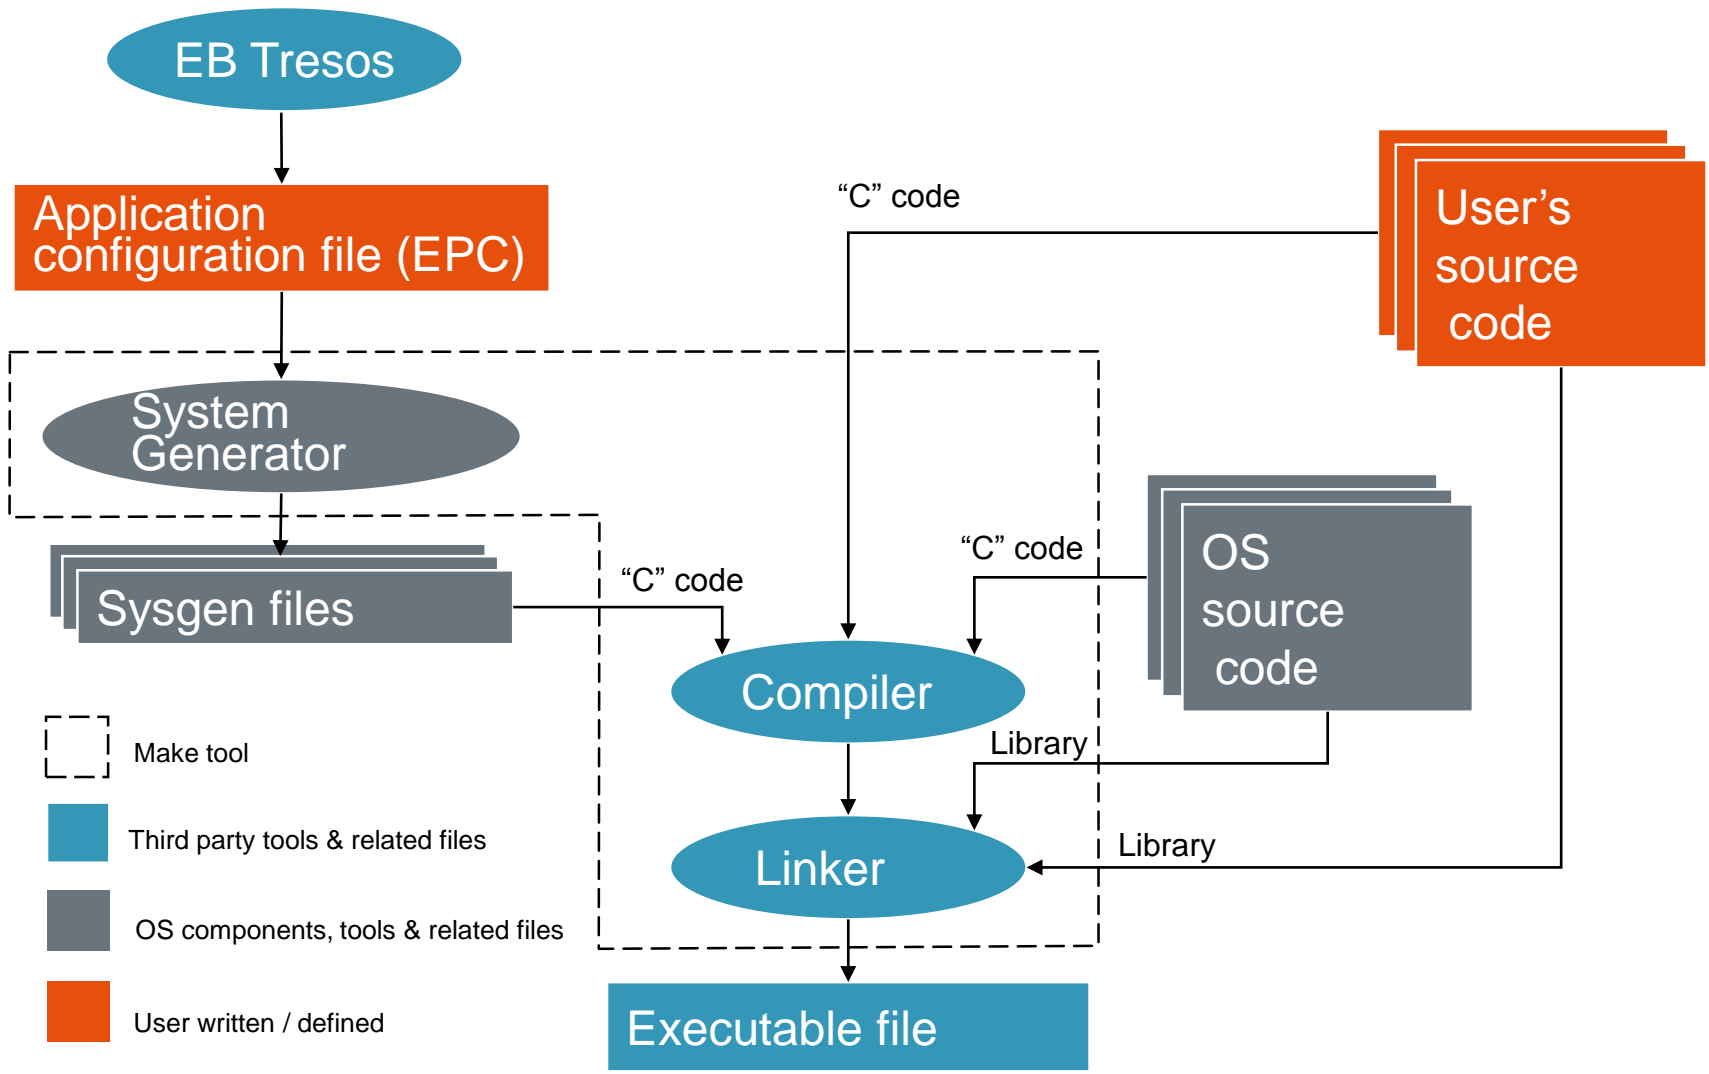 EB Tresos
Application
configuration file (EPC)
“C” code
User’s
source
code
System
Generator
“C” code
OS
source
code
“C” code
Sysgen files
Compiler
Library
Make tool
Third party tools & related files
Library
Linker
OS components, tools & related files
User written / defined
Executable file